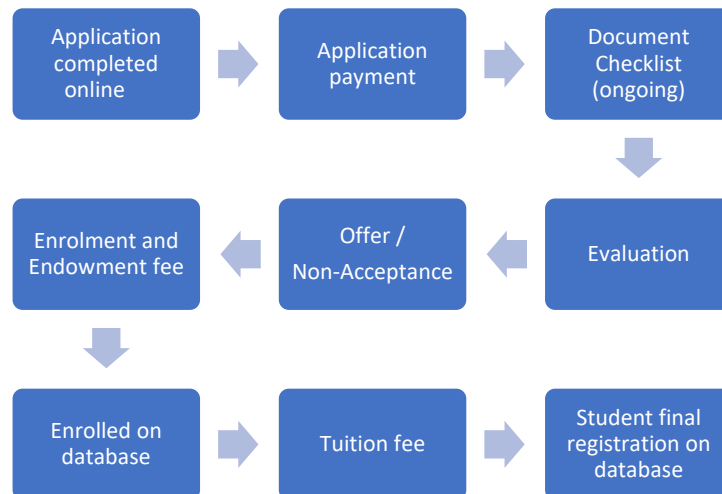 Application
completed
online
Application
payment
Document
Checklist
(ongoing)
Evaluation
Offer /
Non-Acceptance
Enrolment and
Endowment fee
Enrolled on
database
Tuition fee
Student final
registration on
database